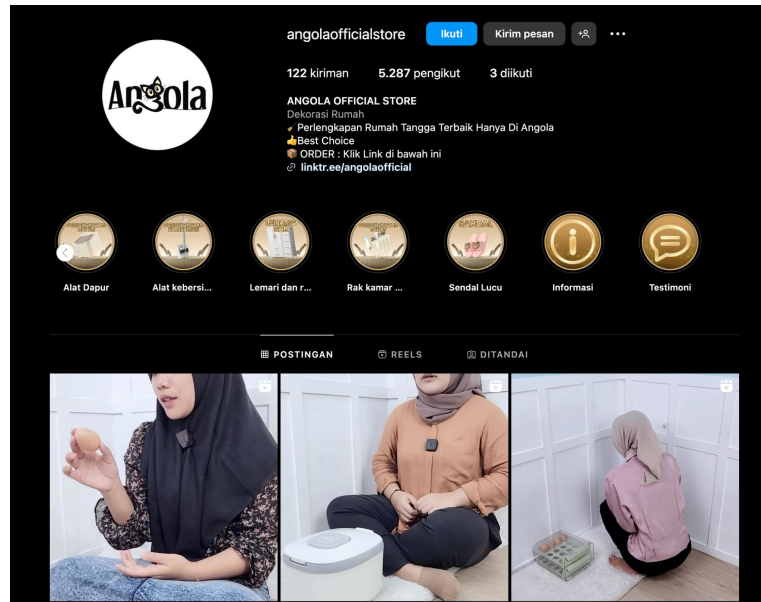 angolaofficialstore
Ikuti
Kirim pesan
122 kiriman
5.287 pengikut
3 diikuti
Angola
ANGOLA OFFICIAL STORE
Dekorasi Rumah
Perlengkapan Rumah Tangga Terbaik Hanya Di Angola
Best Choice
ORDER : Klik Link di bawah ini
linktr.ee/angolaofficial
Alat Dapur
Alat kebersi...
Lemari dan r...
Rak kamar ...
Sendal Lucu
Informasi
Testimoni
POSTINGAN
REELS
DITANDAI